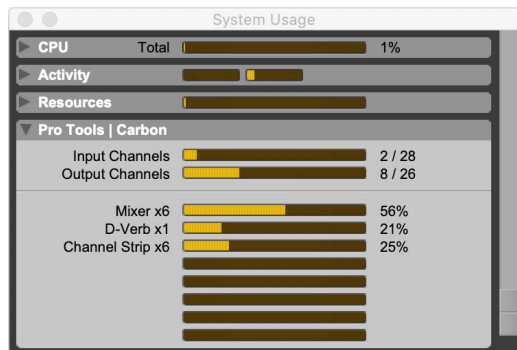 System Usage
CPU Total 1%
Activity
Resources
Pro Tools | Carbon
Input Channels 2 / 28
Output Channels 8 / 26
Mixer x6 56%
D-Verb x1 21%
Channel Strip x6 25%